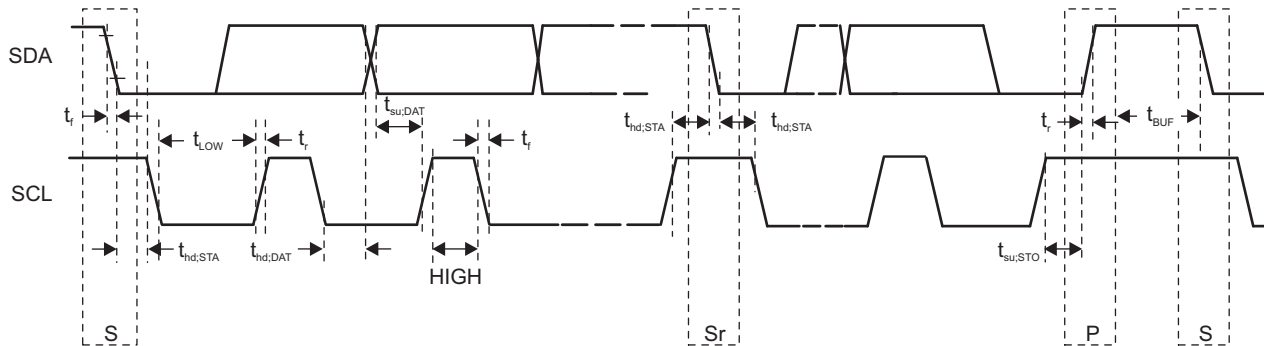 SDA
t_f t_LOW t_r t_su;DAT t_f t_hd;STA t_hd;STA t_r t_BUF
SCL
t_hd;STA t_hd;DAT HIGH t_su;STO
S Sr P S